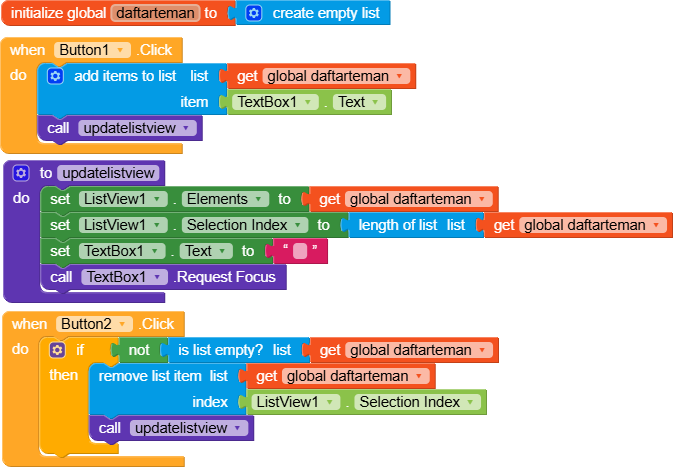 initialize global daftarteman to create empty list
when Button1 .Click
do add items to list list get global daftarteman
item TextBox1 . Text
call updatelistview
to updatelistview
do set ListView1 . Elements to get global daftarteman
set ListView1 . Selection Index to length of list list get global daftarteman
set TextBox1 . Text to “ ”
call TextBox1 .Request Focus
when Button2 .Click
do if not is list empty? list get global daftarteman
then remove list item list get global daftarteman
index ListView1 . Selection Index
call updatelistview